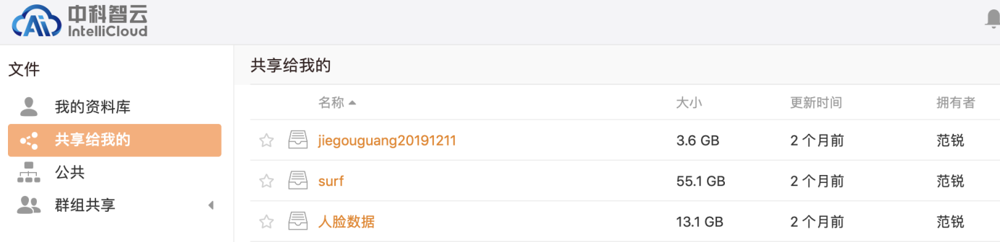 中科智云
IntelliCloud
文件
我的资料库
共享给我的
公共
群组共享
共享给我的
名称 大小 更新时间 拥有者
jiegouguang20191211 3.6 GB 2 个月前 范锐
surf 55.1 GB 2 个月前 范锐
人脸数据 13.1 GB 2 个月前 范锐